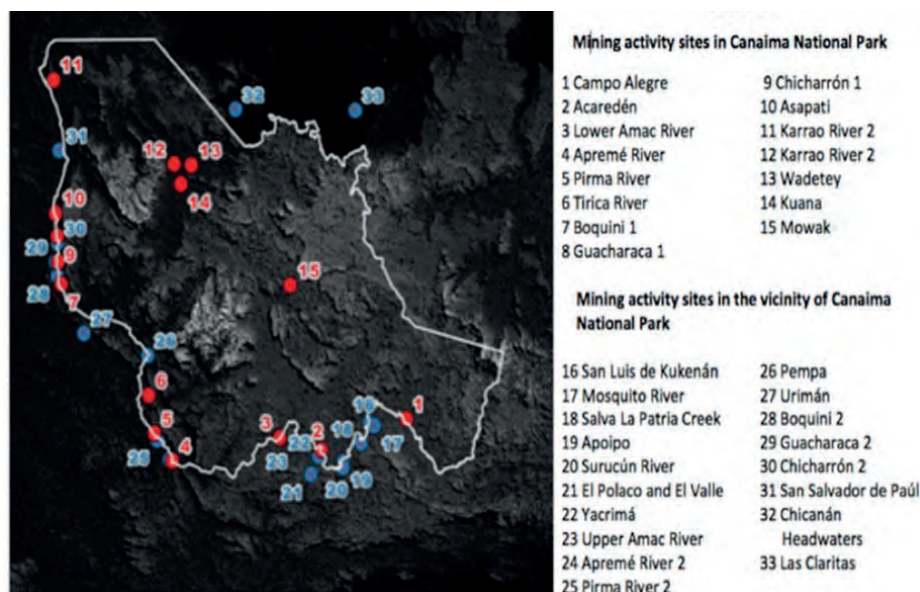 11
32
33
31
12
13
14
10
30
29
9
15
28
7
27
26
6
16
1
5
3
2
18
17
22
4
25
23
19
21
20
Mining activity sites in Canaima National Park
1 Campo Alegre
2 Acaredén
3 Lower Amac River
4 Apremé River
5 Pirma River
6 Tirica River
7 Boquini 1
8 Guacharaca 1
9 Chicharrón 1
10 Asapati
11 Karrao River 2
12 Karrao River 2
13 Wadetey
14 Kuana
15 Mowak
Mining activity sites in the vicinity of Canaima
National Park
16 San Luis de Kukenán
17 Mosquito River
18 Salva La Patria Creek
19 Apoipo
20 Surucún River
21 El Polaco and El Valle
22 Yacrimá
23 Upper Amac River
24 Apremé River 2
25 Pirma River 2
26 Pempa
27 Urimán
28 Boquini 2
29 Guacharaca 2
30 Chicharrón 2
31 San Salvador de Paúl
32 Chicanán
Headwaters
33 Las Claritas